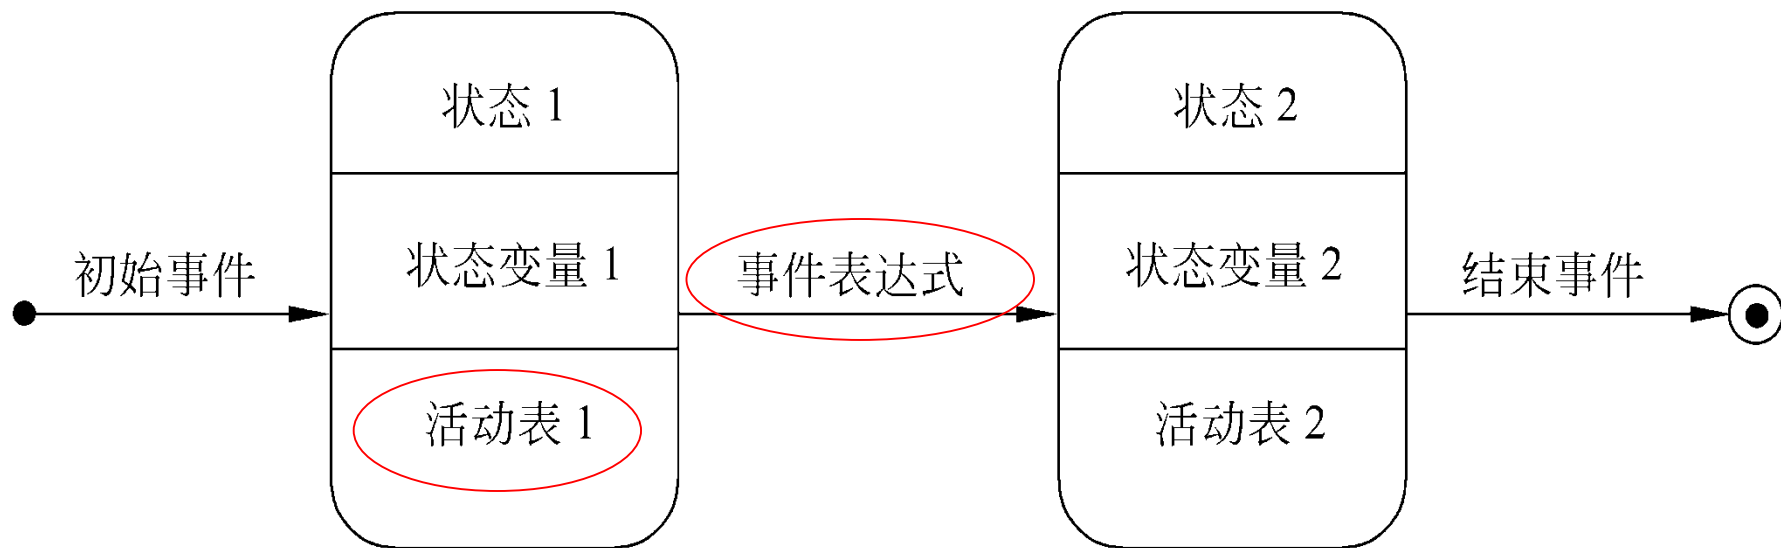 状态 1
状态 2
初始事件
状态变量 1
事件表达式
状态变量 2
结束事件
活动表 1
活动表 2